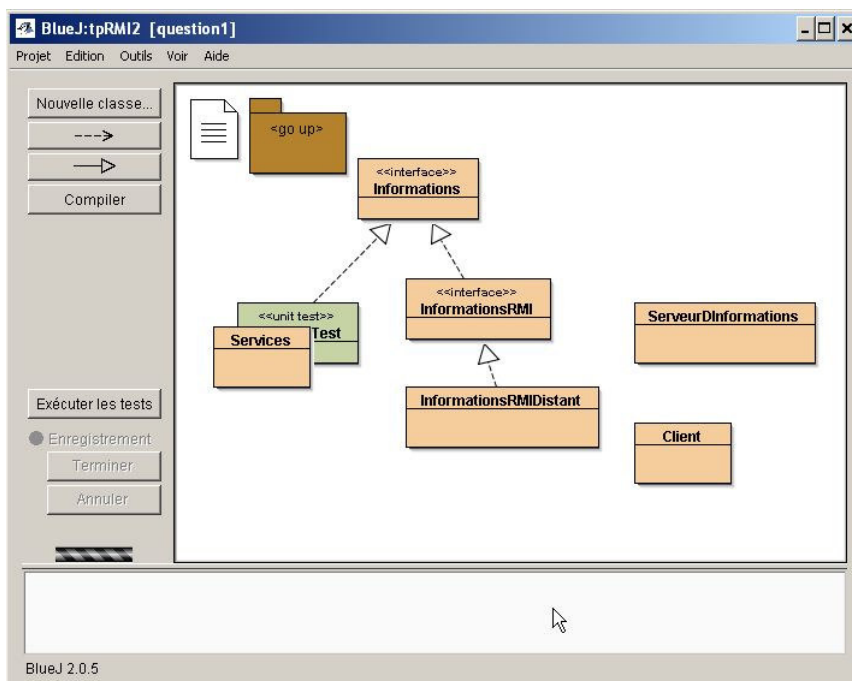 BlueJ:tpRMI2 [question1]
Projet Edition Outils Voir Aide
Nouvelle classe...
Compiler
Exécuter les tests
Enregistrement
Terminer
Annuler
<go up>
<<interface>>
Informations
<<unit test>>
Test
Services
<<interface>>
InformationsRMI
InformationsRMIDistant
ServeurDInformations
Client
BlueJ 2.0.5